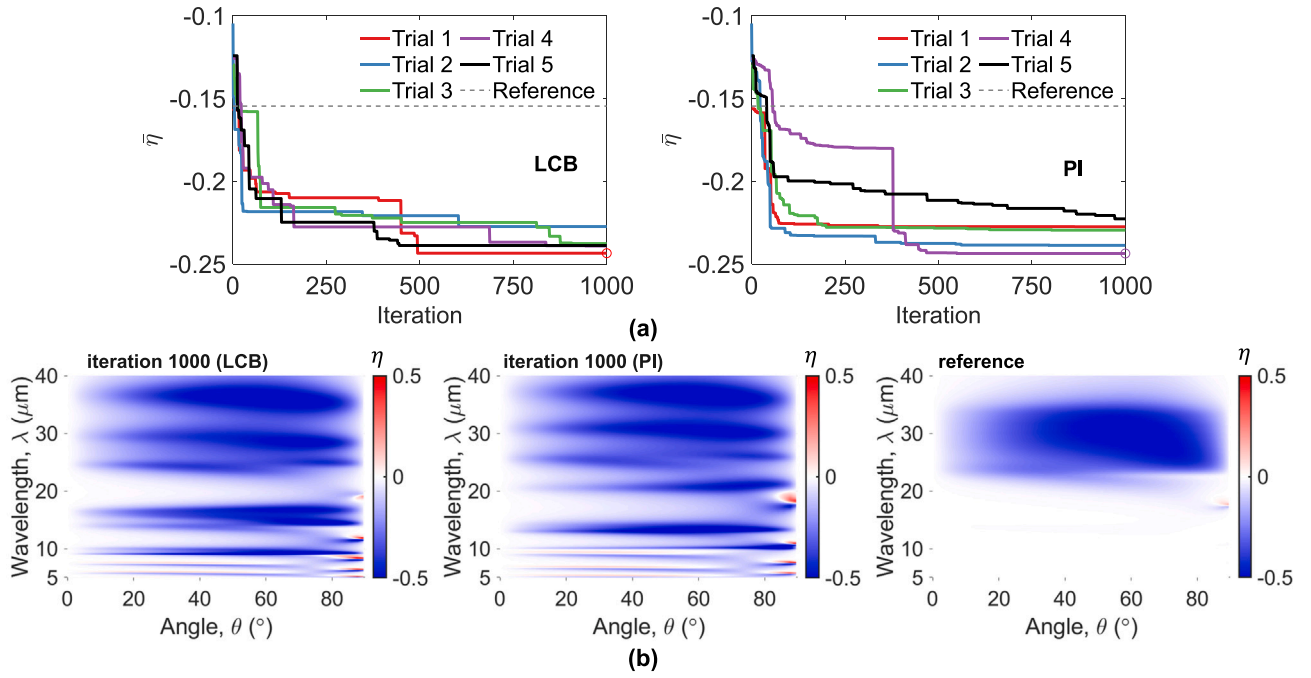 -0.1 -0.1
Trial 1 Trial 4 Trial 1 Trial 4
Trial 2 Trial 5 Trial 2 Trial 5
Trial 3 Reference Trial 3 Reference
-0.15 -0.15
η̄ η̄
LCB PI
-0.2 -0.2
-0.25 -0.25
0 250 500 750 1000 0 250 500 750 1000
Iteration Iteration
(a)
iteration 1000 (LCB) η iteration 1000 (PI) η reference η
40 0.5 40 0.5 40 0.5
Wavelength, λ (μm) Wavelength, λ (μm) Wavelength, λ (μm)
30 30 30
0 0 0
20 20 20
10 10 10
5 -0.5 5 -0.5 5 -0.5
0 20 40 60 80 0 20 40 60 80 0 20 40 60 80
Angle, θ (°) Angle, θ (°) Angle, θ (°)
(b)